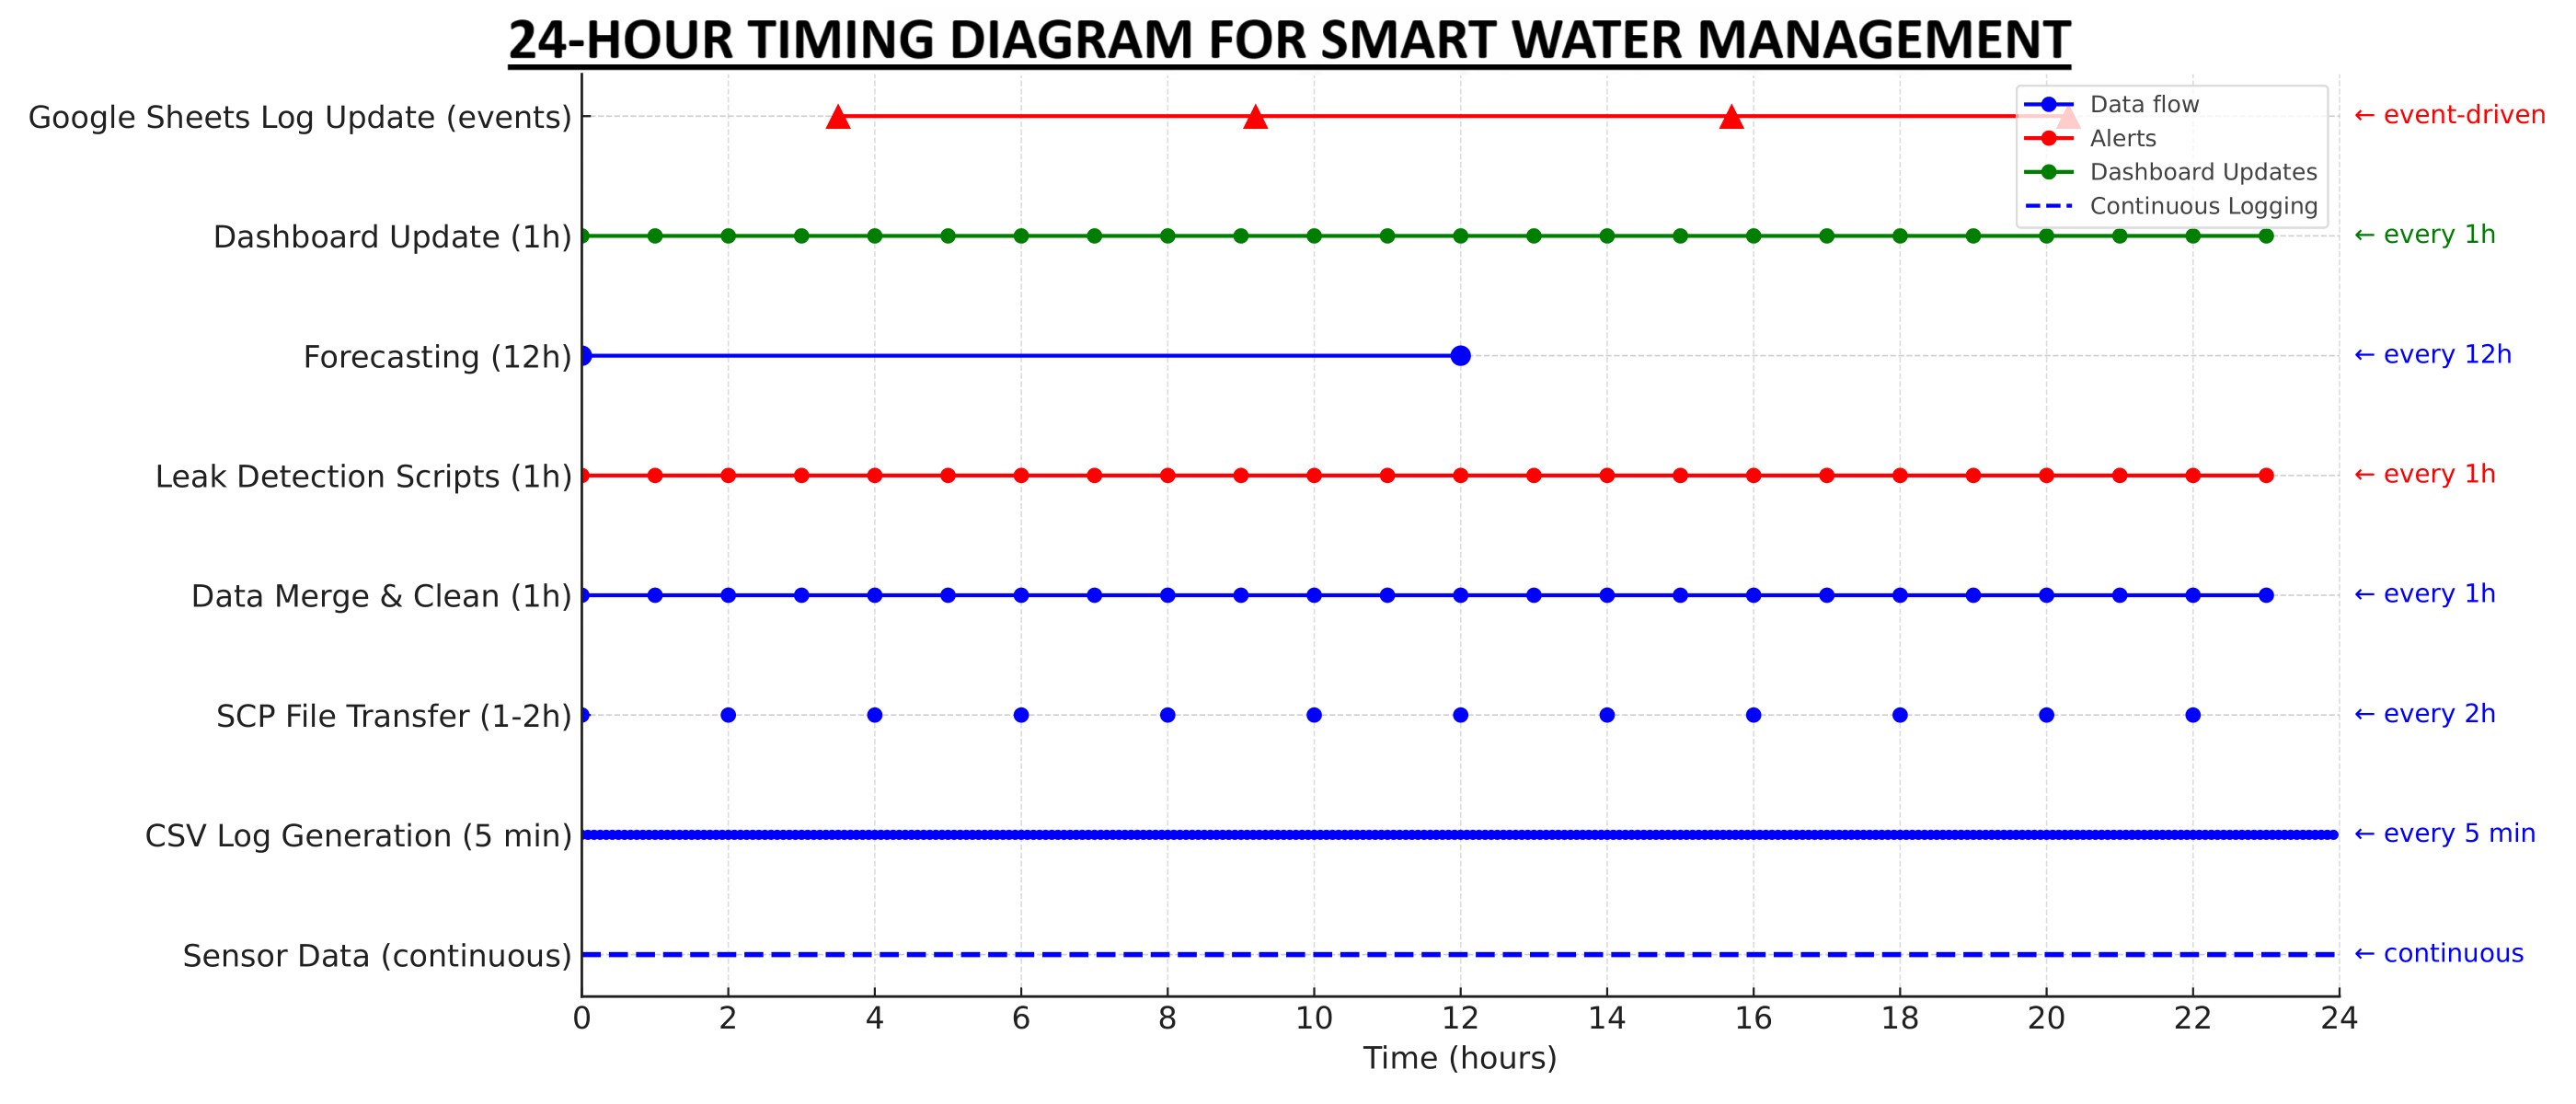 24-HOUR TIMING DIAGRAM FOR SMART WATER MANAGEMENT
Google Sheets Log Update (events)
← event-driven
Data flow
Alerts
Dashboard Updates
Continuous Logging
Dashboard Update (1h)
← every 1h
Forecasting (12h)
← every 12h
Leak Detection Scripts (1h)
← every 1h
Data Merge & Clean (1h)
← every 1h
SCP File Transfer (1-2h)
← every 2h
CSV Log Generation (5 min)
← every 5 min
Sensor Data (continuous)
← continuous
0 2 4 6 8 10 12 14 16 18 20 22 24
Time (hours)